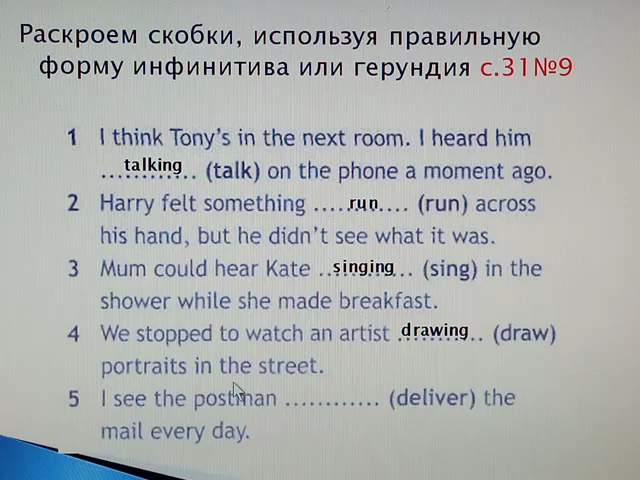 Раскроем скобки, используя правильную
форму инфинитива или герундия с.31№9
1 I think Tony's in the next room. I heard him
talking (talk) on the phone a moment ago.
2 Harry felt something .....run.... (run) across
his hand, but he didn't see what it was.
3 Mum could hear Kate ..singing... (sing) in the
shower while she made breakfast.
4 We stopped to watch an artist drawing.. (draw)
portraits in the street.
5 I see the postman ............ (deliver) the
mail every day.